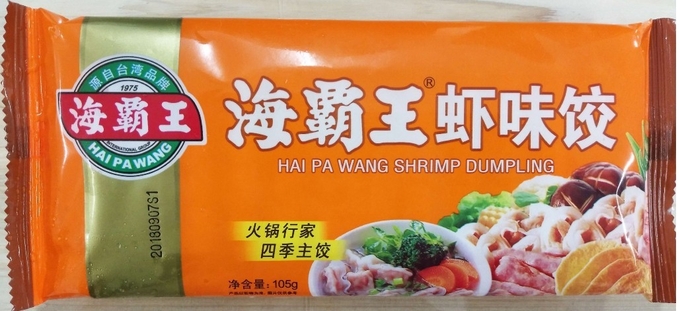 源自台湾品牌
1975
海霸王
INTERNATIONAL GROUP
HAI PA WANG
20180907S1
海霸王®虾味饺
HAI PA WANG SHRIMP DUMPLING
火锅行家
四季主饺
净含量:105g